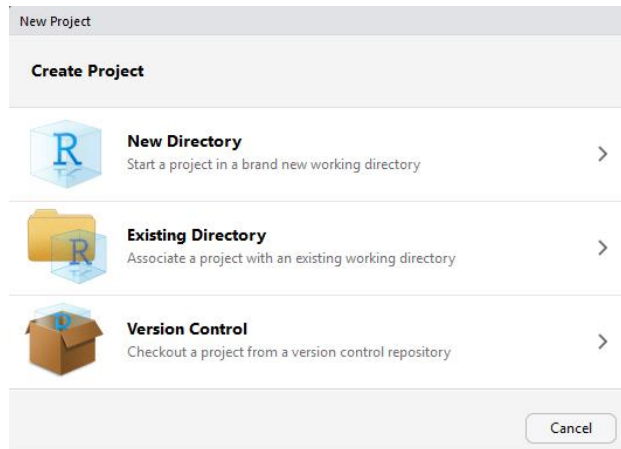 New Project
Create Project
New Directory
Start a project in a brand new working directory
Existing Directory
Associate a project with an existing working directory
Version Control
Checkout a project from a version control repository
Cancel